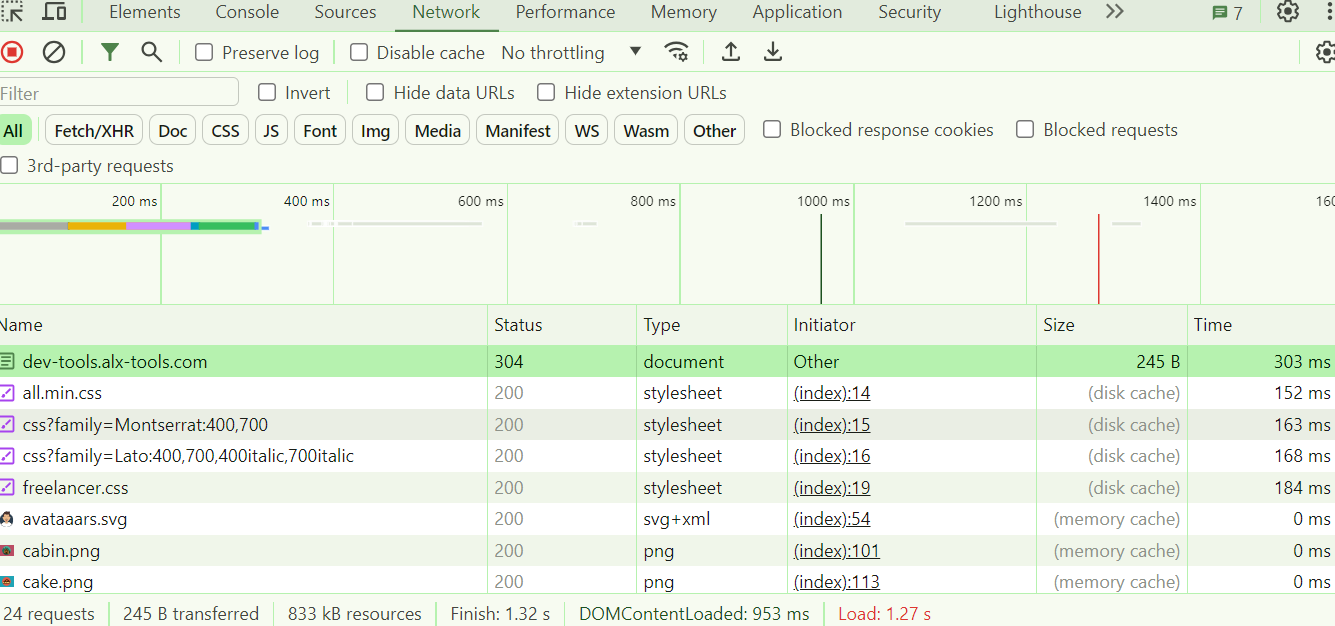 Elements Console Sources Network Performance Memory Application Security Lighthouse 7
Preserve log Disable cache No throttling
Filter Invert Hide data URLs Hide extension URLs
All Fetch/XHR Doc CSS JS Font Img Media Manifest WS Wasm Other Blocked response cookies Blocked requests
3rd-party requests
200 ms 400 ms 600 ms 800 ms 1000 ms 1200 ms 1400 ms 160
Name Status Type Initiator Size Time
dev-tools.alx-tools.com 304 document Other 245 B 303 ms
all.min.css 200 stylesheet (index):14 (disk cache) 152 ms
css?family=Montserrat:400,700 200 stylesheet (index):15 (disk cache) 163 ms
css?family=Lato:400,700,400italic,700italic 200 stylesheet (index):16 (disk cache) 168 ms
freelancer.css 200 stylesheet (index):19 (disk cache) 184 ms
avataaars.svg 200 svg+xml (index):54 (memory cache) 0 ms
cabin.png 200 png (index):101 (memory cache) 0 ms
cake.png 200 png (index):113 (memory cache) 0 ms
24 requests 245 B transferred 833 kB resources Finish: 1.32 s DOMContentLoaded: 953 ms Load: 1.27 s